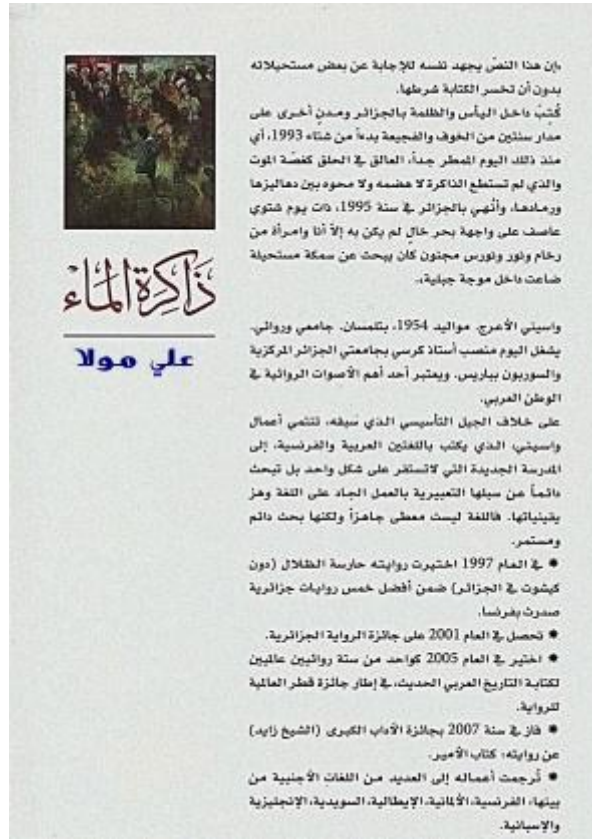 «إن هذا النصّ يجهد نفسه للإجابة عن بعض مستحيلاته
بدون أن تخسر الكتابة شرطها.
كُتِبَ داخل اليأس والظلمة بالجزائر ومدنٍ أخرى على
مدار سنتين من الخوف والفجيعة بدءاً من شتاء 1993، أي
منذ ذلك اليوم الممطر جداً، العالق في الحلق كغصّة الموت
والذي لم تستطع الذاكرة لا هضمه ولا محوه بين دهاليزها
ورمادها، وأُنهي بالجزائر في سنة 1995، ذات يوم شتوي
عاصف على واجهة بحر خالٍ لم يكن به إلاّ أنا وامرأة من
رخام ونور ونورس مجنون كان يبحث عن سمكة مستحيلة
ضاعت داخل موجة جبلية».
ذَاكِرَةُ المَاء
علي مولا
واسيني الأعرج، مواليد 1954، بتلمسان. جامعي وروائي.
يشغل اليوم منصب أستاذ كرسي بجامعتي الجزائر المركزية
والسوربون بباريس. ويعتبر أحد أهم الأصوات الروائية في
الوطن العربي.
على خلاف الجيل التأسيسي الذي سبقه، تنتمي أعمال
واسيني، الذي يكتب باللغتين العربية والفرنسية، إلى
المدرسة الجديدة التي لاتستقر على شكل واحد بل تبحث
دائماً عن سبلها التعبيرية بالعمل الجاد على اللغة وهز
يقينياتها. فاللغة ليست معطى جاهزاً ولكنها بحث دائم
ومستمر.
● في العام 1997 اختيرت روايته حارسة الظلال (دون
كيشوت في الجزائر) ضمن أفضل خمس روايات جزائرية
صدرت بفرنسا.
● تحصل في العام 2001 على جائزة الرواية الجزائرية.
● اختير في العام 2005 كواحد من ستة روائيين عالميين
لكتابة التاريخ العربي الحديث، في إطار جائزة قطر العالمية
للرواية.
● فاز في سنة 2007 بجائزة الآداب الكبرى (الشيخ زايد)
عن روايته: كتاب الأمير.
● تُرجمت أعماله إلى العديد من اللغات الأجنبية من
بينها، الفرنسية، الألمانية، الإيطالية، السويدية، الإنجليزية
والإسبانية.